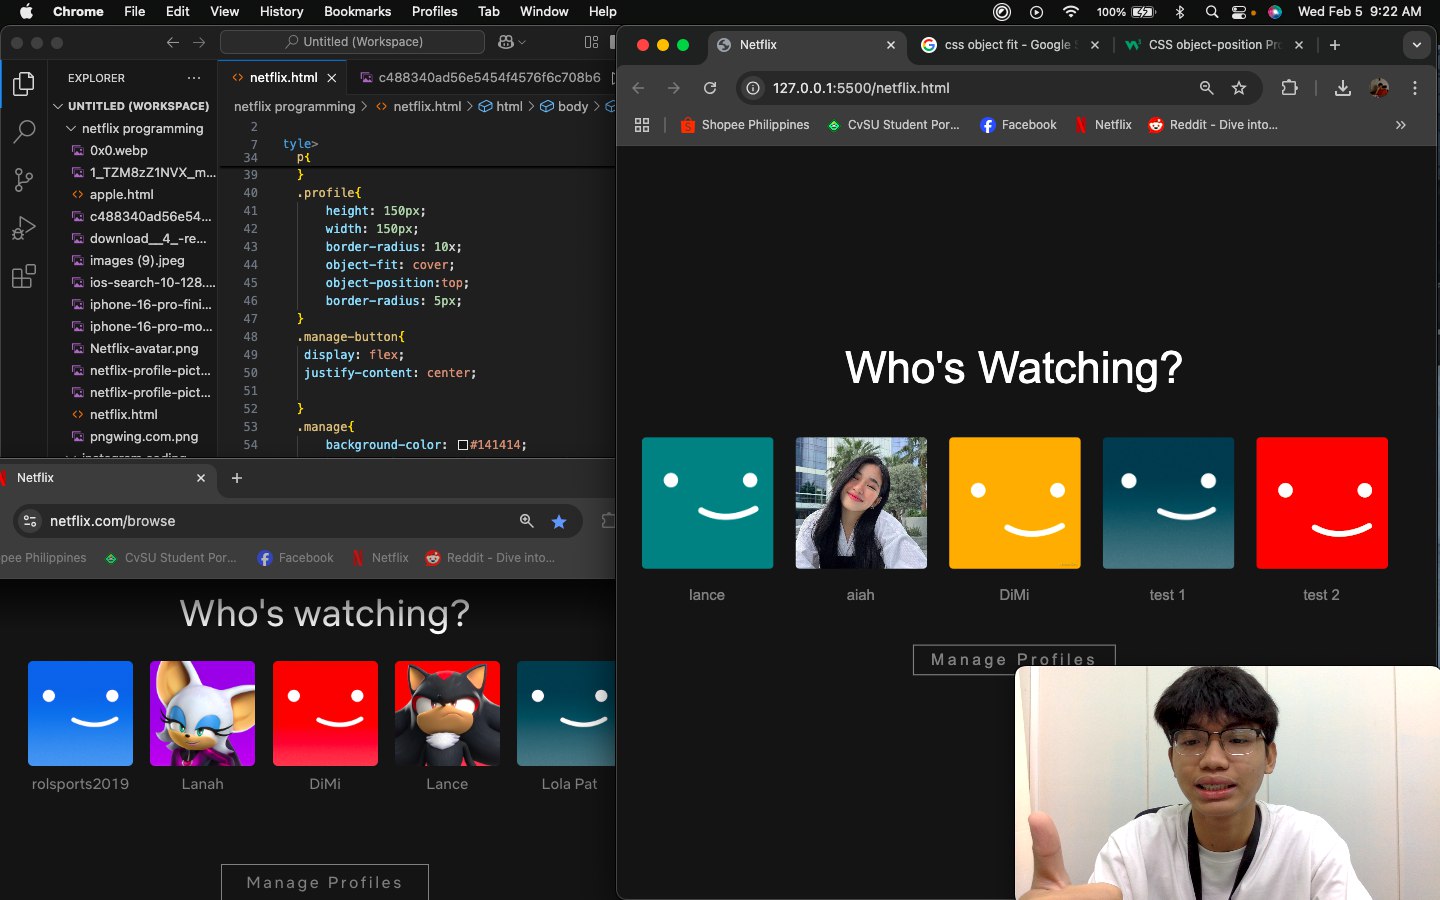 Chrome File Edit View History Bookmarks Profiles Tab Window Help 100% Wed Feb 5 9:22 AM
Untitled (Workspace)
EXPLORER ...
UNTITLED (WORKSPACE)
netflix programming
0x0.webp
1_TZM8zZ1NVX_m...
apple.html
c488340ad56e54...
download__4_-re...
images (9).jpeg
ios-search-10-128....
iphone-16-pro-fini...
iphone-16-pro-mo...
Netflix-avatar.png
netflix-profile-pict...
netflix-profile-pict...
netflix.html
pngwing.com.png
netflix.html c488340ad56e5454f4576f6c708b6
netflix programming > netflix.html > html > body >
2
7 tyle>
34 p{
39 }
40 .profile{
41 height: 150px;
42 width: 150px;
43 border-radius: 10x;
44 object-fit: cover;
45 object-position:top;
46 border-radius: 5px;
47 }
48 .manage-button{
49 display: flex;
50 justify-content: center;
51
52 }
53 .manage{
54 background-color: #141414;
Netflix
netflix.com/browse
pee Philippines CvSU Student Por... Facebook Netflix Reddit - Dive into...
Who's watching?
rolsports2019 Lanah DiMi Lance Lola Pat
Manage Profiles
Netflix css object fit - Google S CSS object-position Pro
127.0.0.1:5500/netflix.html
Shopee Philippines CvSU Student Por... Facebook Netflix Reddit - Dive into... »
Who's Watching?
lance aiah DiMi test 1 test 2
Manage Profiles